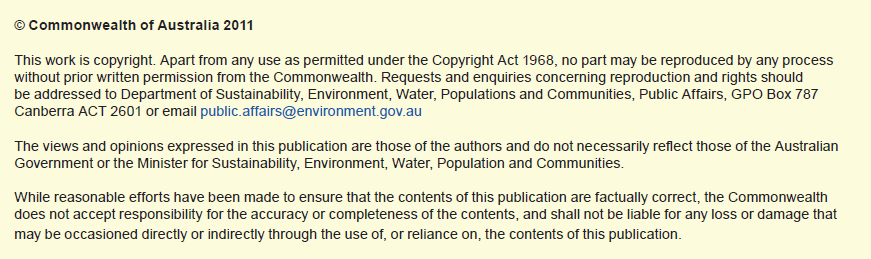 © Commonwealth of Australia 2011
This work is copyright. Apart from any use as permitted under the Copyright Act 1968, no part may be reproduced by any process
without prior written permission from the Commonwealth. Requests and enquiries concerning reproduction and rights should
be addressed to Department of Sustainability, Environment, Water, Populations and Communities, Public Affairs, GPO Box 787
Canberra ACT 2601 or email public.affairs@environment.gov.au
The views and opinions expressed in this publication are those of the authors and do not necessarily reflect those of the Australian
Government or the Minister for Sustainability, Environment, Water, Population and Communities.
While reasonable efforts have been made to ensure that the contents of this publication are factually correct, the Commonwealth
does not accept responsibility for the accuracy or completeness of the contents, and shall not be liable for any loss or damage that
may be occasioned directly or indirectly through the use of, or reliance on, the contents of this publication.